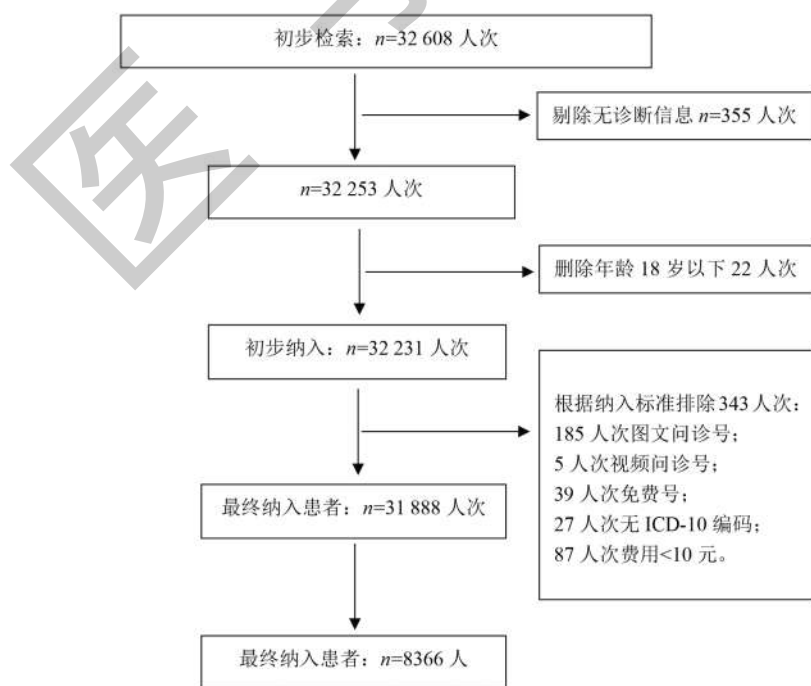 初步检索：n=32 608 人次
剔除无诊断信息 n=355 人次
n=32 253 人次
删除年龄 18 岁以下 22 人次
初步纳入：n=32 231 人次
根据纳入标准排除 343 人次：
185 人次图文问诊号；
5 人次视频问诊号；
39 人次免费号；
27 人次无 ICD-10 编码；
87 人次费用<10 元。
最终纳入患者：n=31 888 人次
最终纳入患者：n=8366 人
医